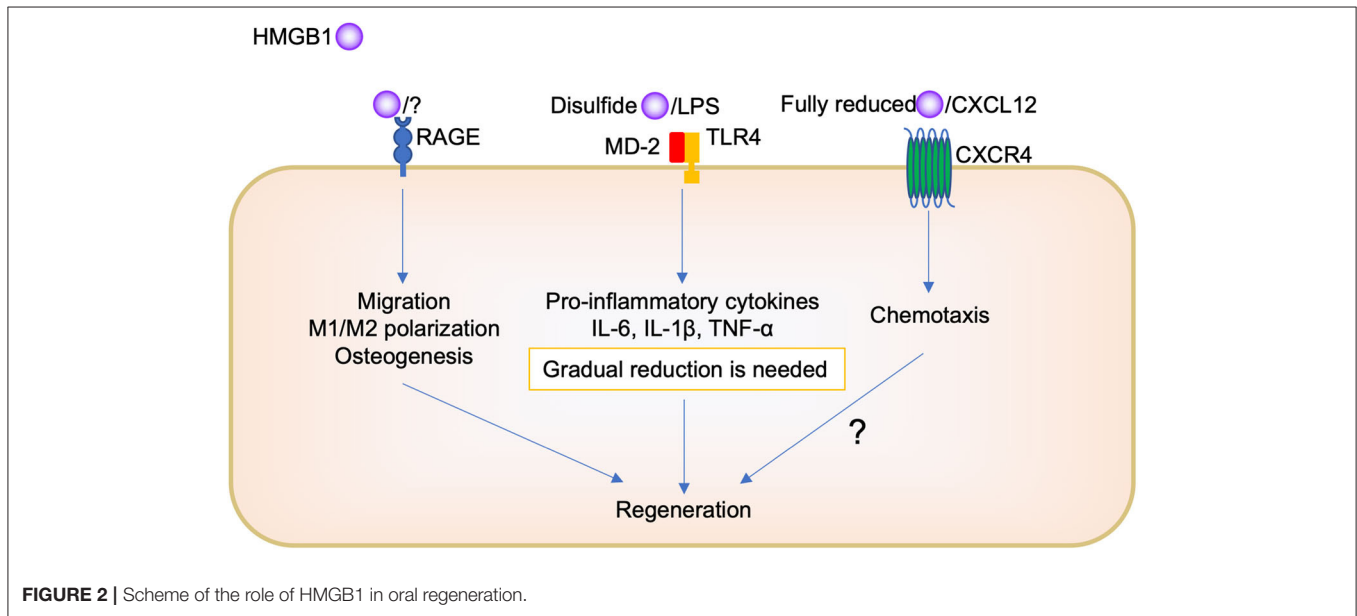 HMGB1
/?
RAGE
Disulfide /LPS
MD-2
TLR4
Fully reduced /CXCL12
CXCR4
Migration
M1/M2 polarization
Osteogenesis
Pro-inflammatory cytokines
IL-6, IL-1β, TNF-α
Gradual reduction is needed
Chemotaxis
?
Regeneration
FIGURE 2 | Scheme of the role of HMGB1 in oral regeneration.